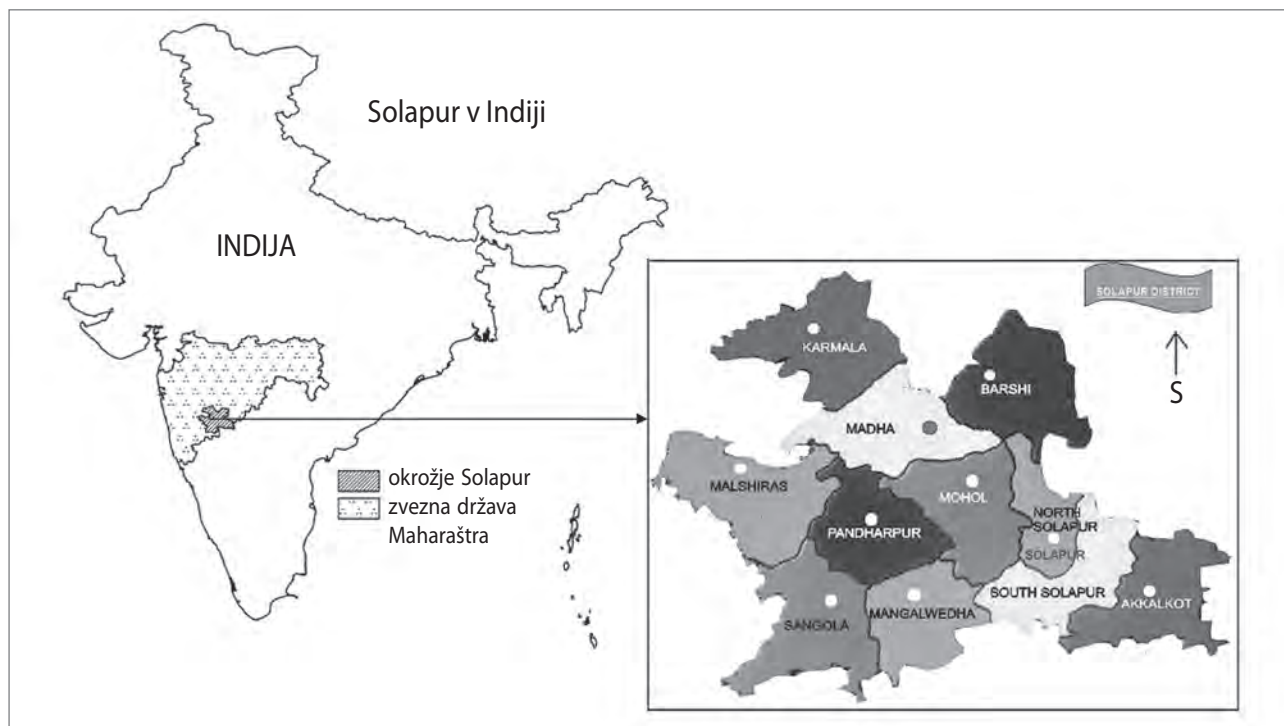 Solapur v Indiji
INDIJA
okrožje Solapur
zvezna država
Maharaštra
SOLAPUR DISTRICT
S
KARMALA
BARSHI
MADHA
MALSHIRAS
MOHOL
PANDHARPUR
NORTH
SOLAPUR
SOLAPUR
SOUTH SOLAPUR
AKKALKOT
SANGOLA
MANGALWEDHA